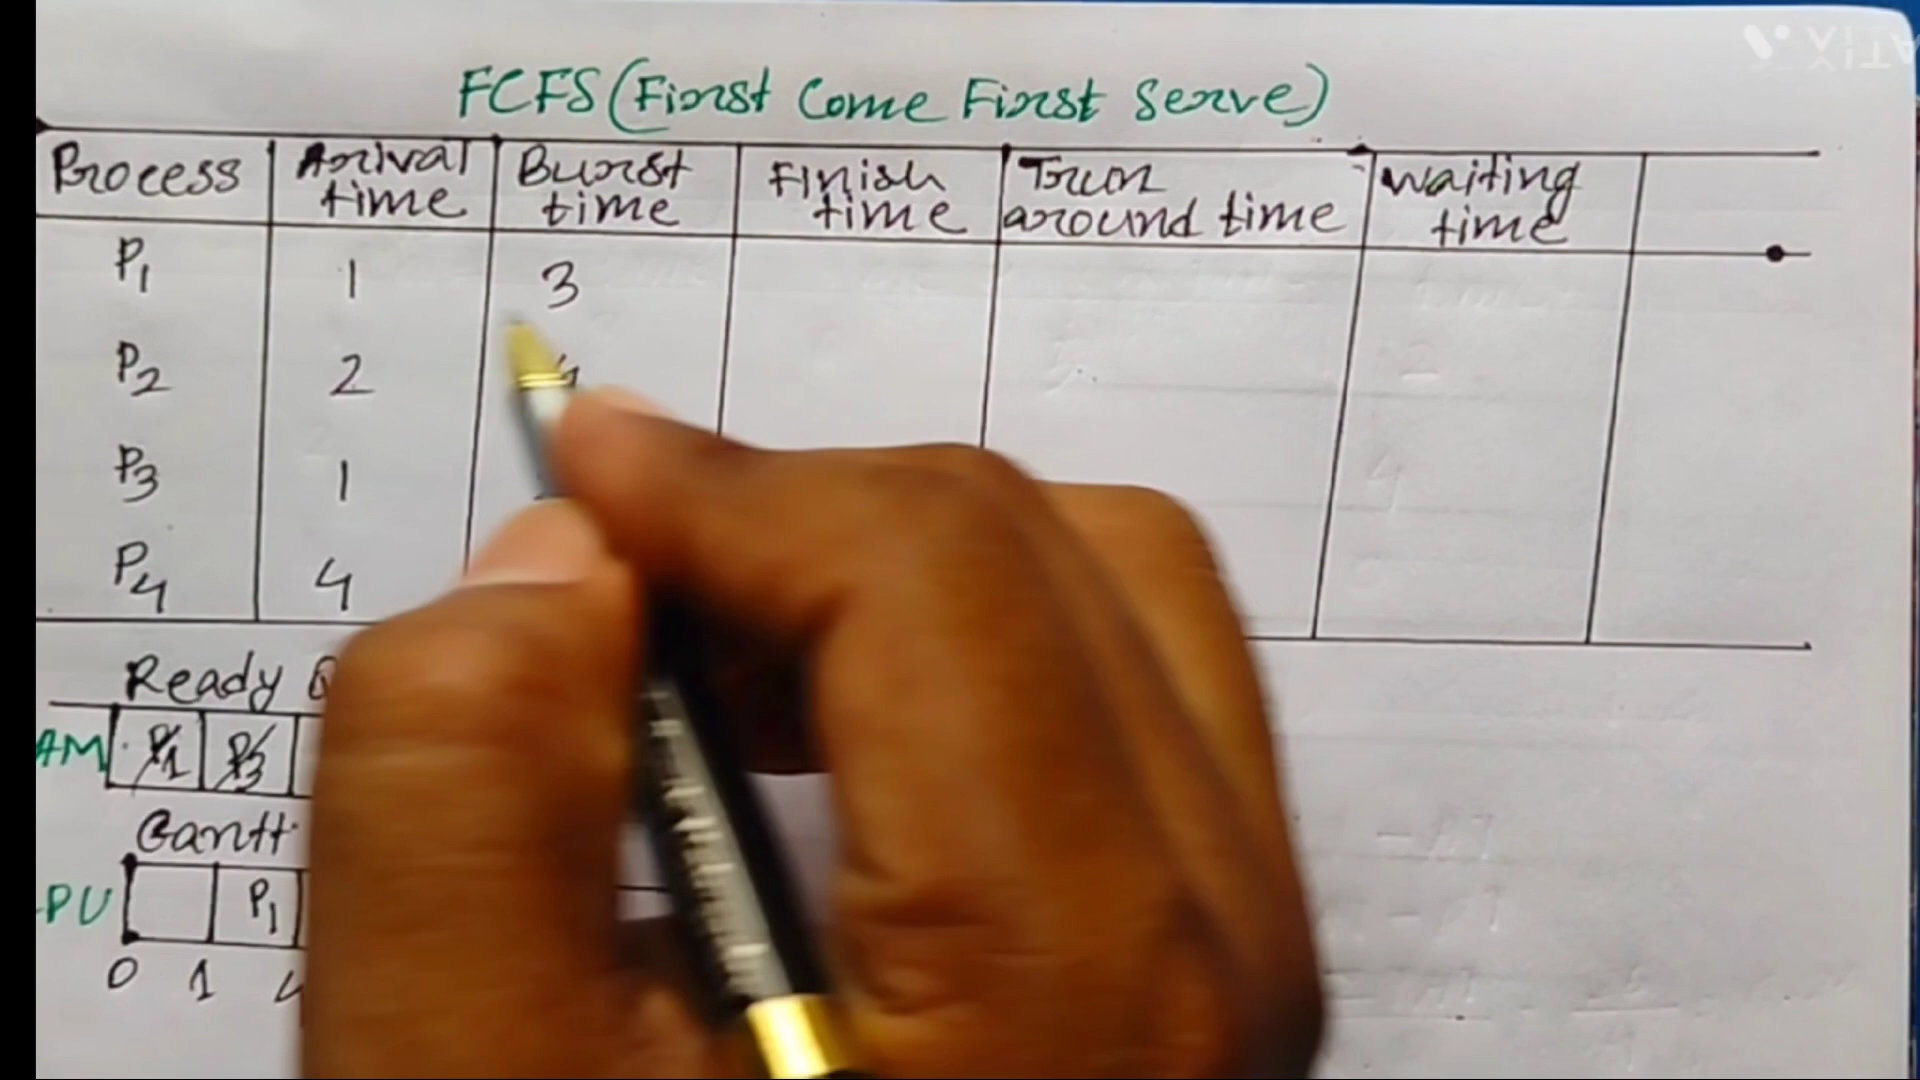 FCFS (First Come First Serve)
Process Arrival time Burst time Finish time Trun around time waiting time
P1 1 3
P2 2
P3 1
P4 4
Ready
AM P1 P3
Gantt
PU P1
0 1